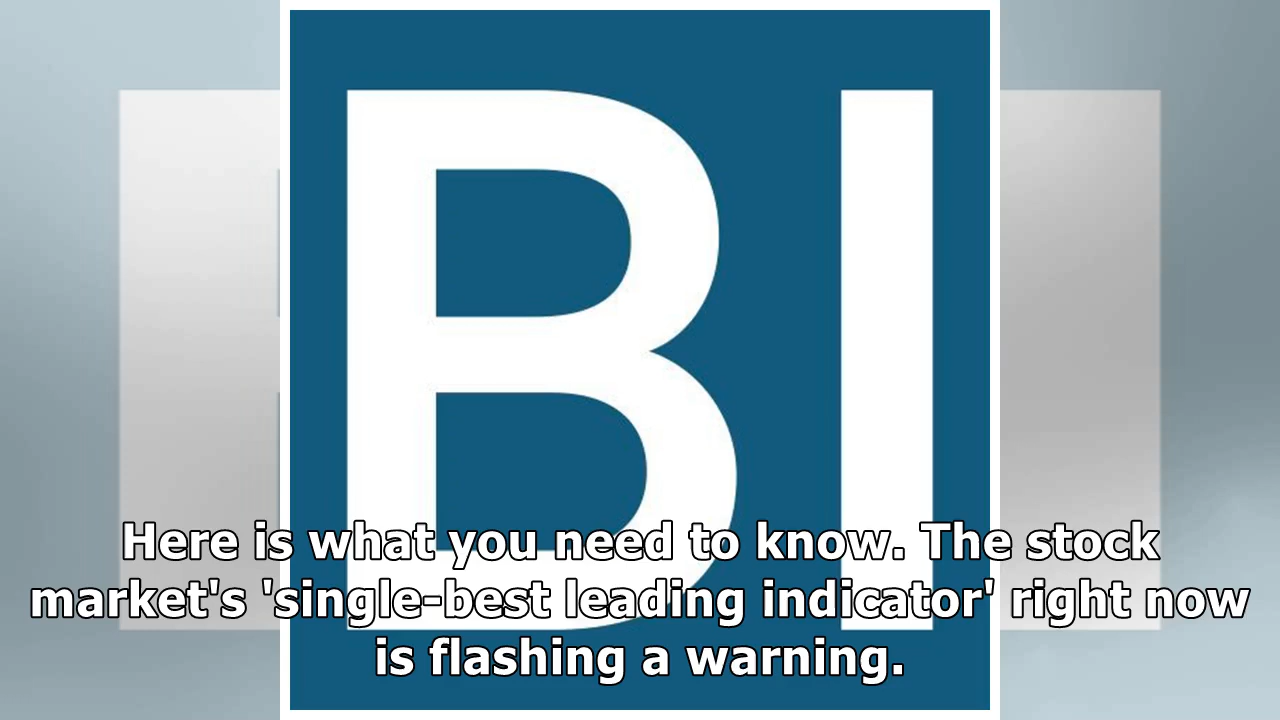 BI
Here is what you need to know. The stock
market's 'single-best leading indicator' right now
is flashing a warning.